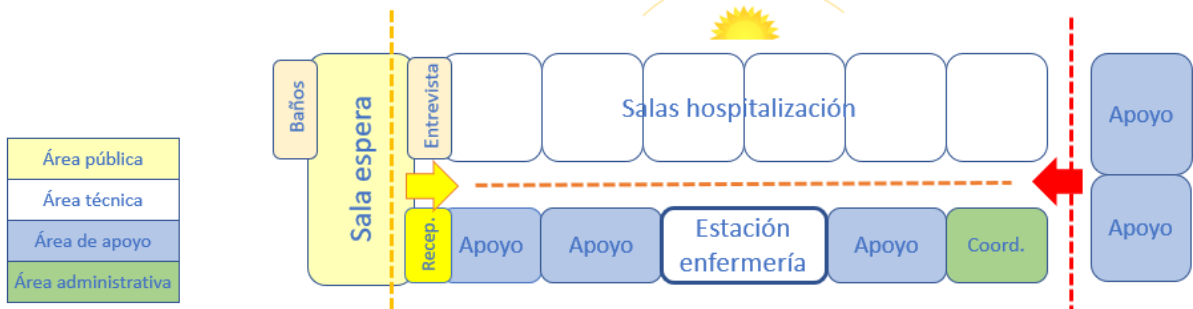 Área pública
Área técnica
Área de apoyo
Área administrativa
Baños
Sala espera
Entrevista
Salas hospitalización
Recep.
Apoyo
Apoyo
Estación
enfermería
Apoyo
Coord.
Apoyo
Apoyo